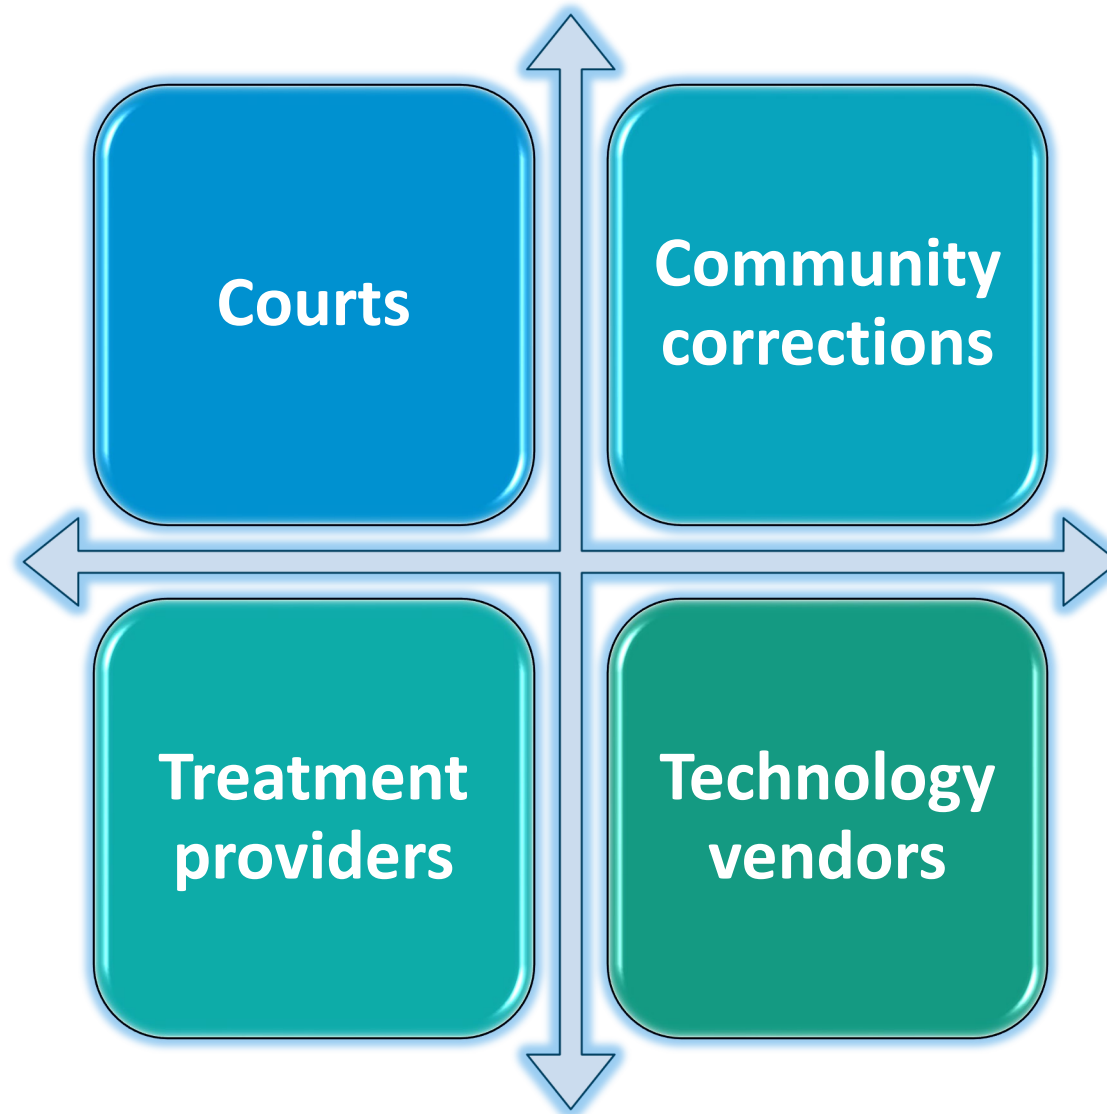 Courts
Community
corrections
Treatment
providers
Technology
vendors